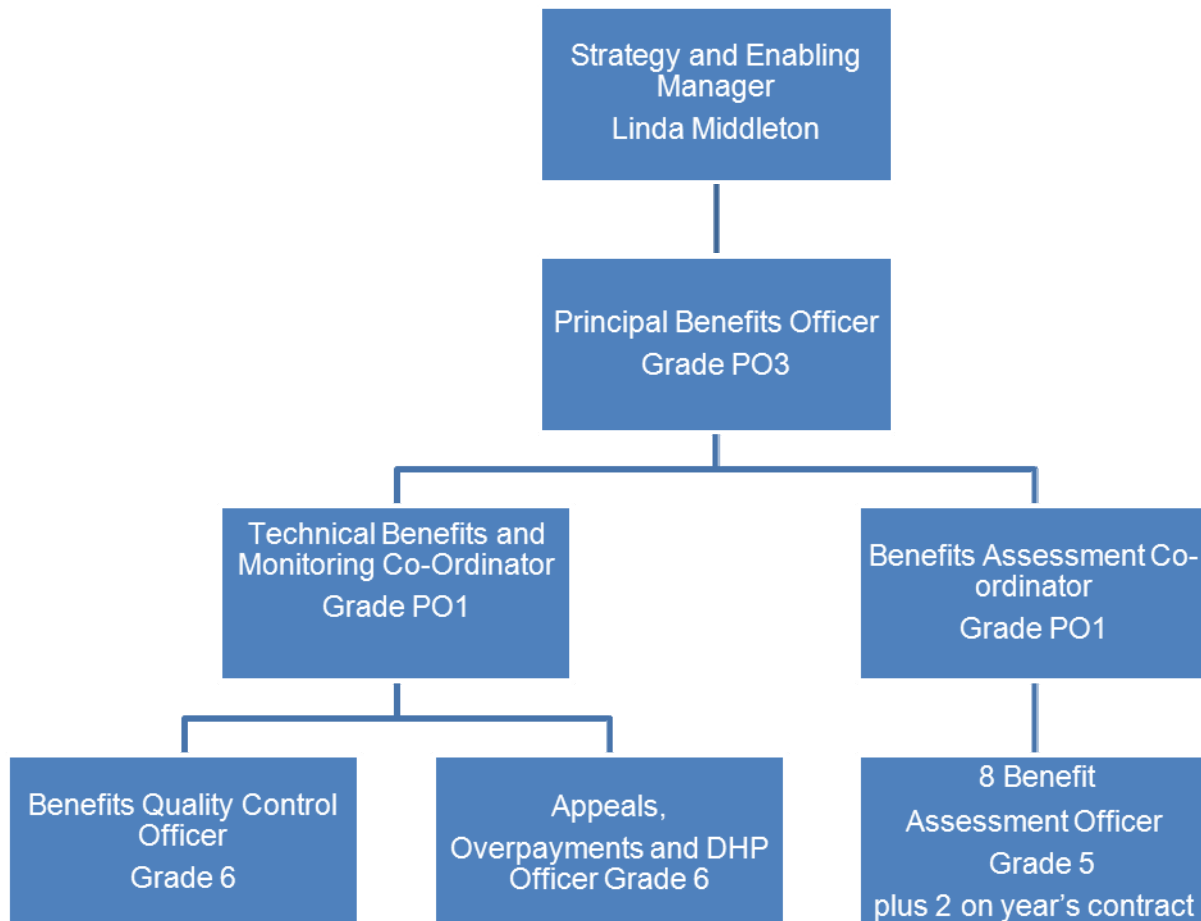 Strategy and Enabling
Manager
Linda Middleton
Principal Benefits Officer
Grade PO3
Technical Benefits and
Monitoring Co-Ordinator
Grade PO1
Benefits Assessment Co-
ordinator
Grade PO1
Benefits Quality Control
Officer
Grade 6
Appeals,
Overpayments and DHP
Officer Grade 6
8 Benefit
Assessment Officer
Grade 5
plus 2 on year’s contract